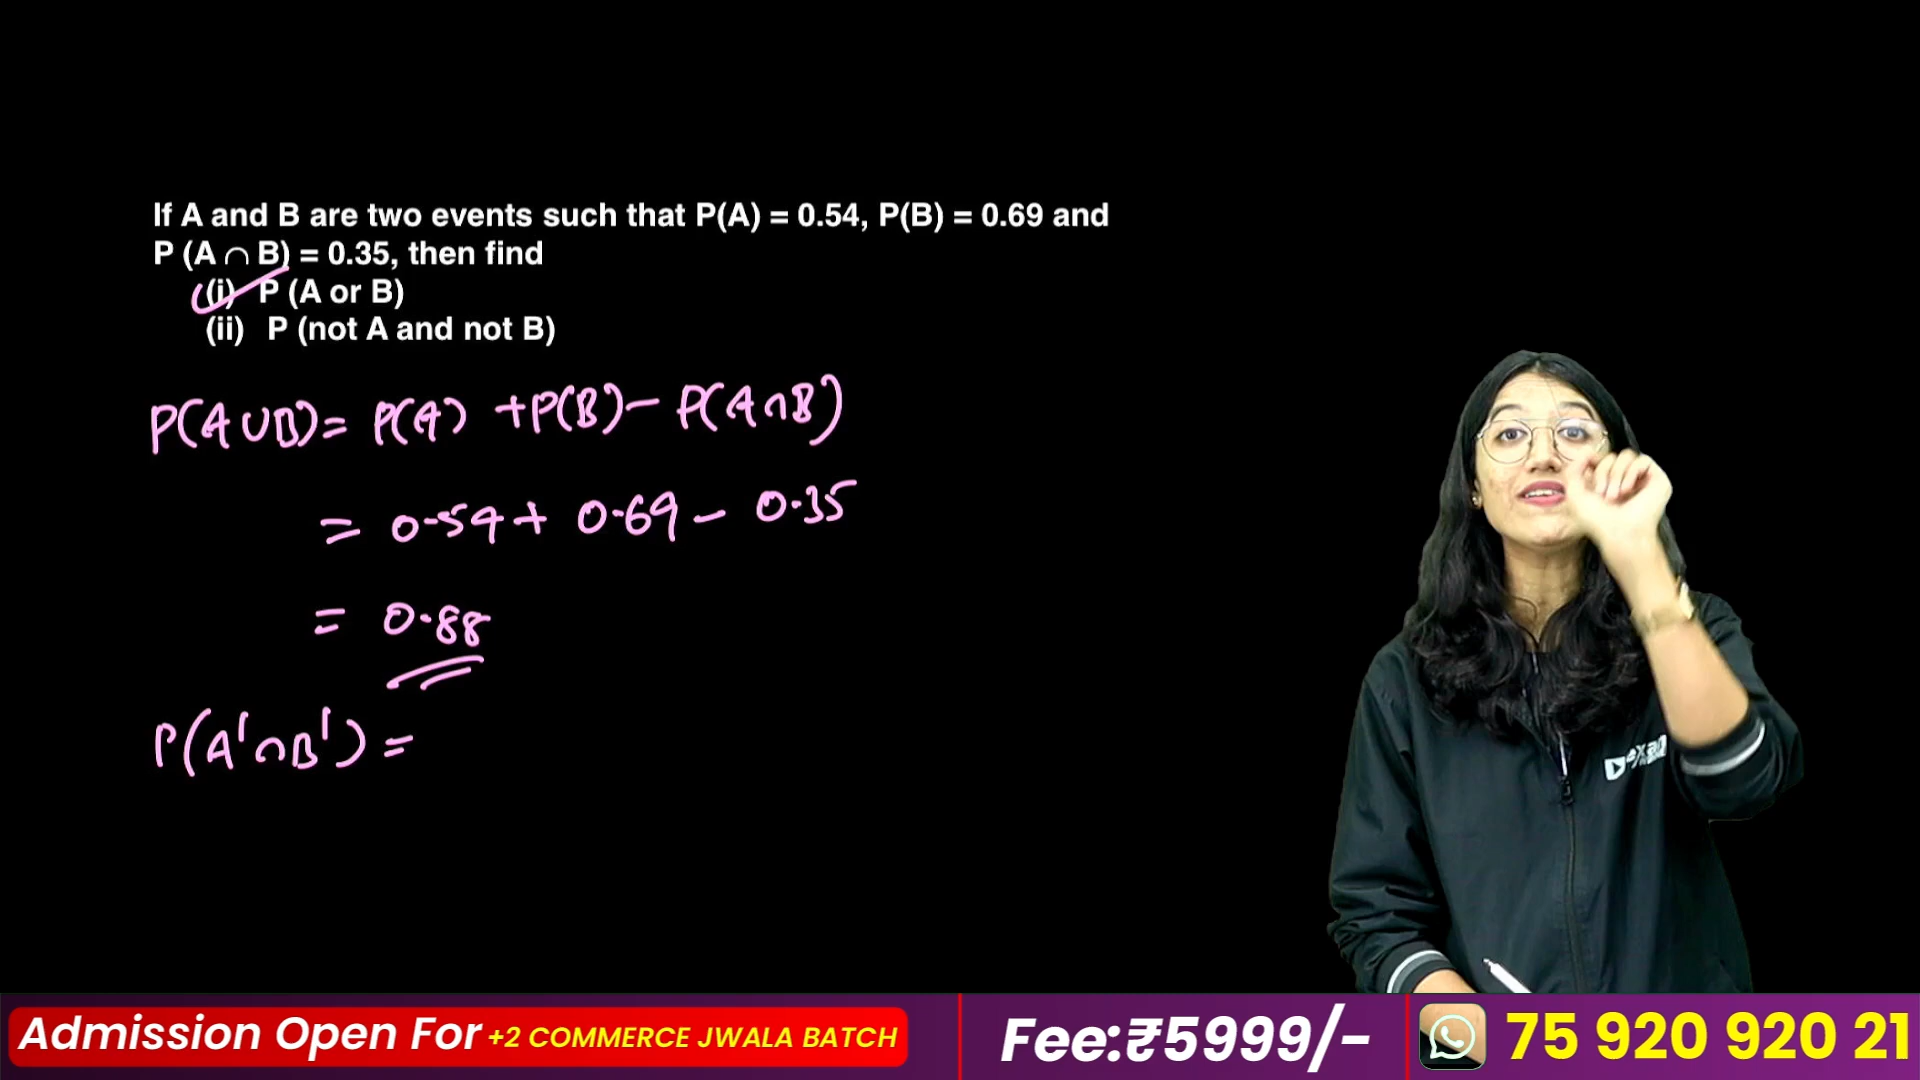 If A and B are two events such that P(A) = 0.54, P(B) = 0.69 and
P (A ∩ B) = 0.35, then find
(i) P (A or B)
(ii) P (not A and not B)
P(A∪B)= P(A) +P(B)- P(A∩B)
= 0.54 + 0.69 - 0.35
= 0.88
P(A'∩B') =
Admission Open For +2 COMMERCE JWALA BATCH
Fee:₹5999/-
75 920 920 21